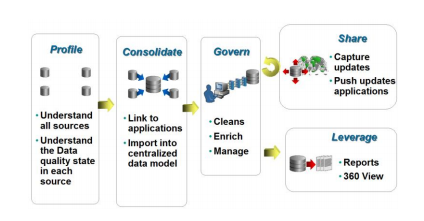 Profile
• Understand
all sources
• Understand
the Data
quality state
in each
source
Consolidate
• Link to
applications
• Import into
centralized
data model
Govern
• Cleans
• Enrich
• Manage
Share
• Capture
updates
• Push updates
applications
Leverage
• Reports
• 360 View